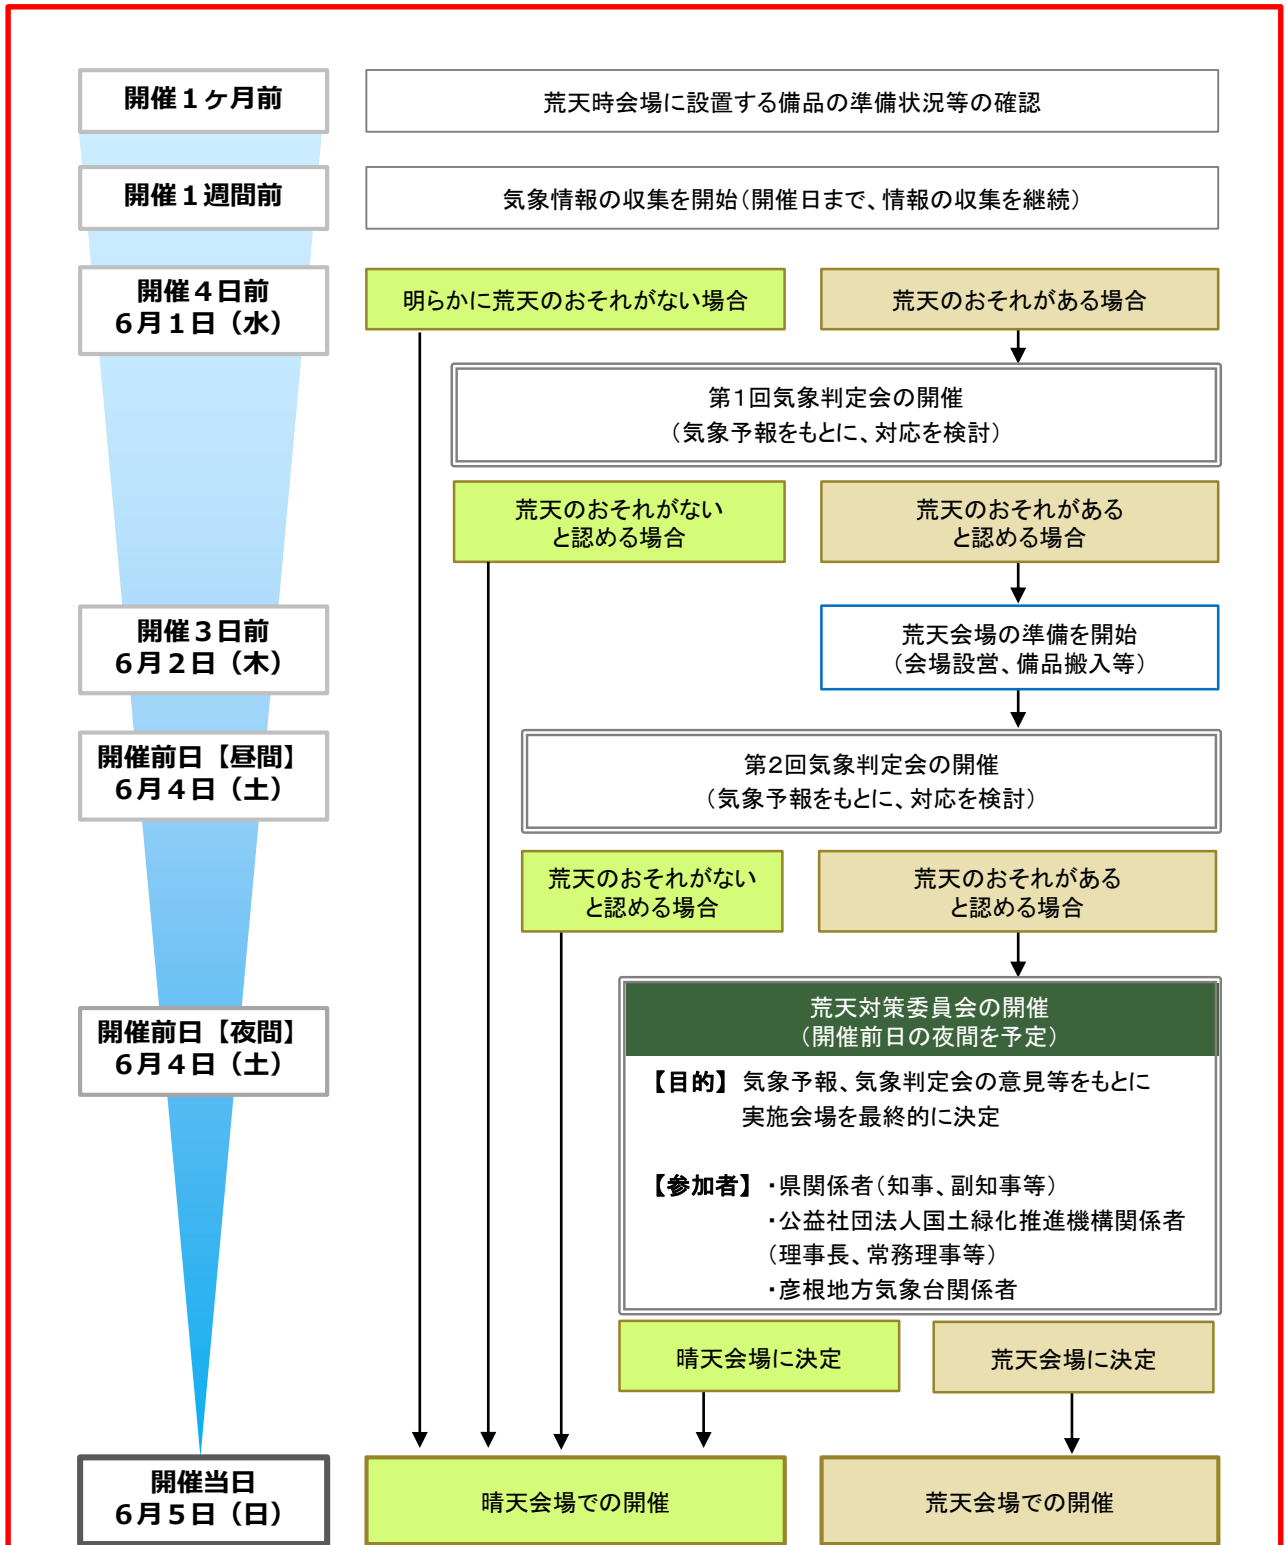 開催１ヶ月前
荒天時会場に設置する備品の準備状況等の確認
開催１週間前
気象情報の収集を開始（開催日まで、情報の収集を継続）
開催４日前
６月１日（水）
明らかに荒天のおそれがない場合
荒天のおそれがある場合
第１回気象判定会の開催
（気象予報をもとに、対応を検討）
荒天のおそれがない
と認める場合
荒天のおそれがある
と認める場合
開催３日前
６月２日（木）
荒天会場の準備を開始
（会場設営、備品搬入等）
開催前日【昼間】
６月４日（土）
第２回気象判定会の開催
（気象予報をもとに、対応を検討）
荒天のおそれがない
と認める場合
荒天のおそれがある
と認める場合
開催前日【夜間】
６月４日（土）
荒天対策委員会の開催
（開催前日の夜間を予定）
【目的】 気象予報、気象判定会の意見等をもとに
実施会場を最終的に決定
【参加者】 ・県関係者（知事、副知事等）
・公益社団法人国土緑化推進機構関係者
（理事長、常務理事等）
・彦根地方気象台関係者
晴天会場に決定
荒天会場に決定
開催当日
６月５日（日）
晴天会場での開催
荒天会場での開催